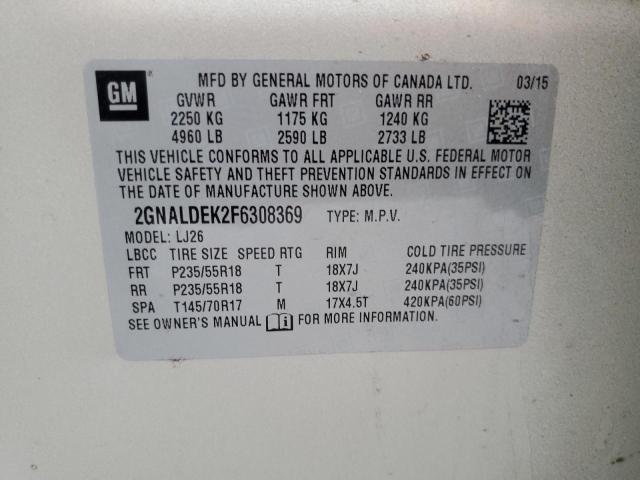 GM ® MFD BY GENERAL MOTORS OF CANADA LTD. 03/15
GVWR GAWR FRT GAWR RR
2250 KG 1175 KG 1240 KG
4960 LB 2590 LB 2733 LB
THIS VEHICLE CONFORMS TO ALL APPLICABLE U.S. FEDERAL MOTOR
VEHICLE SAFETY AND THEFT PREVENTION STANDARDS IN EFFECT ON
THE DATE OF MANUFACTURE SHOWN ABOVE.
2GNALDEK2F6308369 TYPE: M.P.V.
MODEL: LJ26
LBCC TIRE SIZE SPEED RTG RIM COLD TIRE PRESSURE
FRT P235/55R18 T 18X7J 240KPA(35PSI)
RR P235/55R18 T 18X7J 240KPA(35PSI)
SPA T145/70R17 M 17X4.5T 420KPA(60PSI)
SEE OWNER'S MANUAL i FOR MORE INFORMATION.